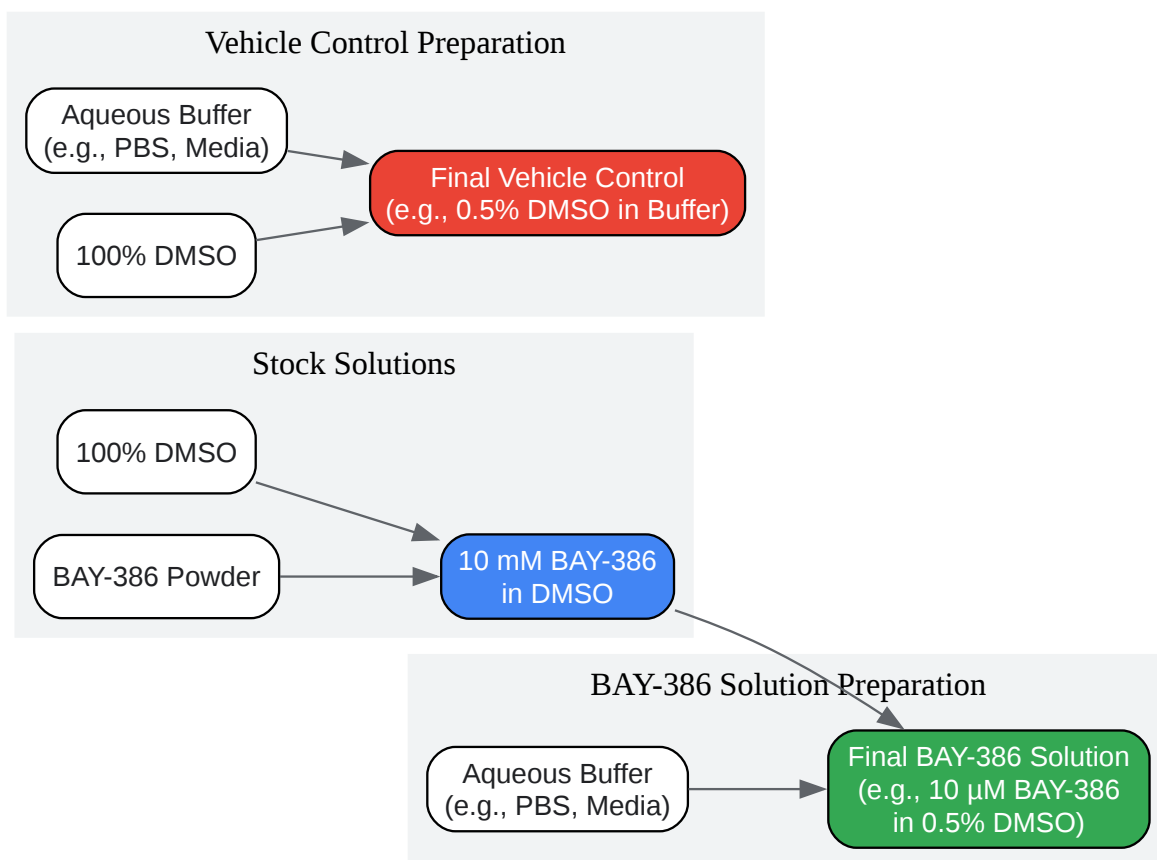 Vehicle Control Preparation
Aqueous Buffer
(e.g., PBS, Media)
100% DMSO
Final Vehicle Control
(e.g., 0.5% DMSO in Buffer)
Stock Solutions
100% DMSO
BAY-386 Powder
10 mM BAY-386
in DMSO
BAY-386 Solution Preparation
Aqueous Buffer
(e.g., PBS, Media)
Final BAY-386 Solution
(e.g., 10 µM BAY-386
in 0.5% DMSO)